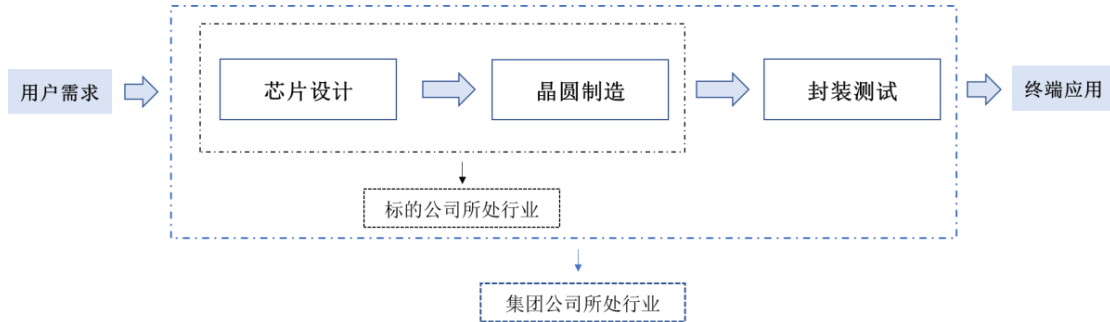 用户需求
芯片设计
晶圆制造
封装测试
终端应用
标的公司所处行业
集团公司所处行业